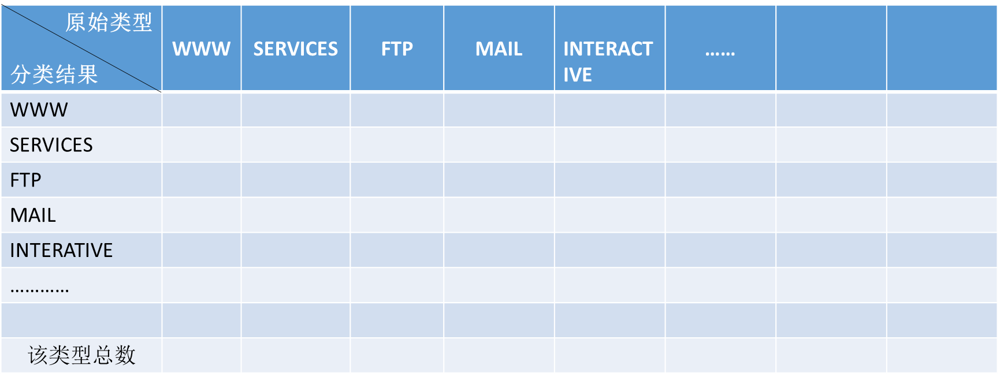 原始类型
分类结果
WWW
SERVICES
FTP
MAIL
INTERACT
IVE
……
WWW
SERVICES
FTP
MAIL
INTERATIVE
…………
该类型总数